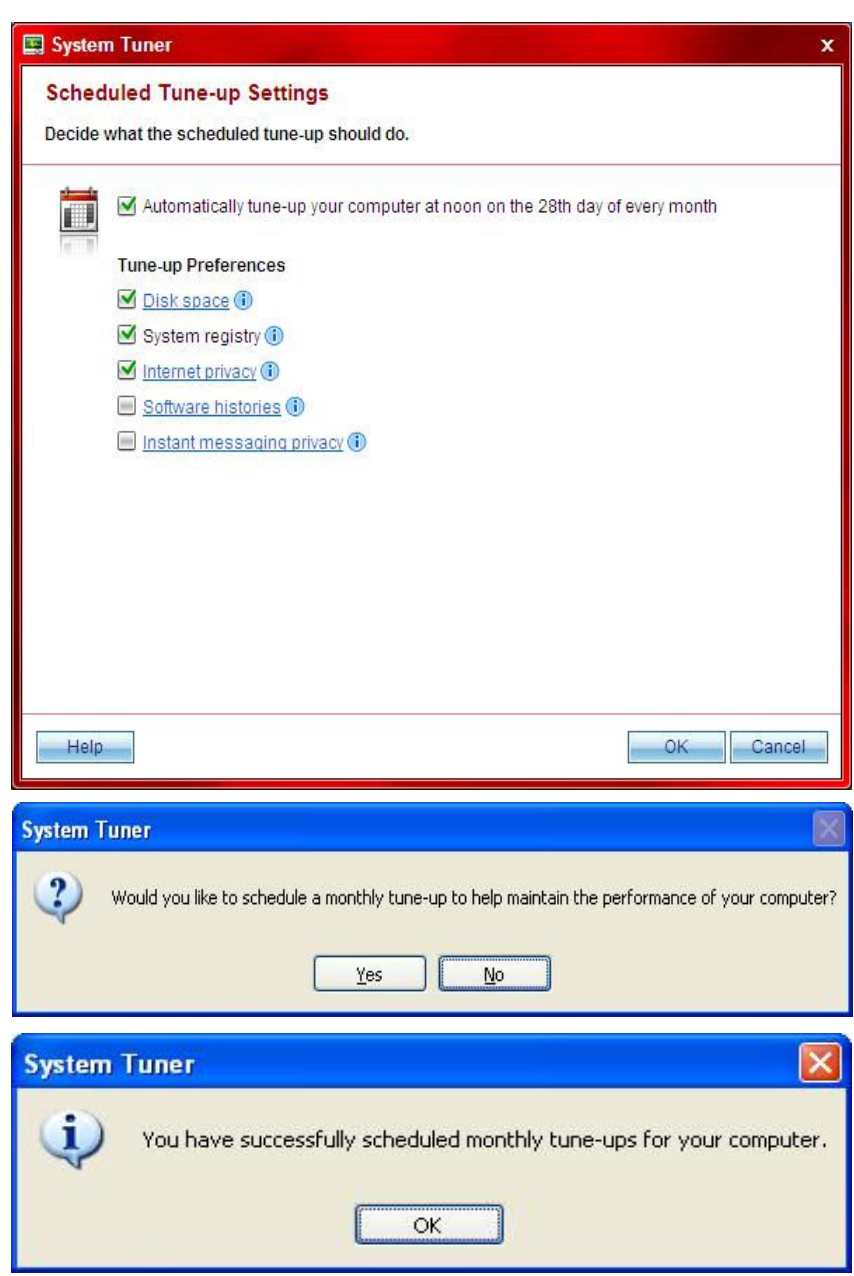 System Tuner
x
Scheduled Tune-up Settings
Decide what the scheduled tune-up should do.
Automatically tune-up your computer at noon on the 28th day of every month
Tune-up Preferences
Disk space
System registry
Internet privacy
Software histories
Instant messaging privacy
Help OK Cancel
System Tuner
Would you like to schedule a monthly tune-up to help maintain the performance of your computer?
Yes No
System Tuner
You have successfully scheduled monthly tune-ups for your computer.
OK